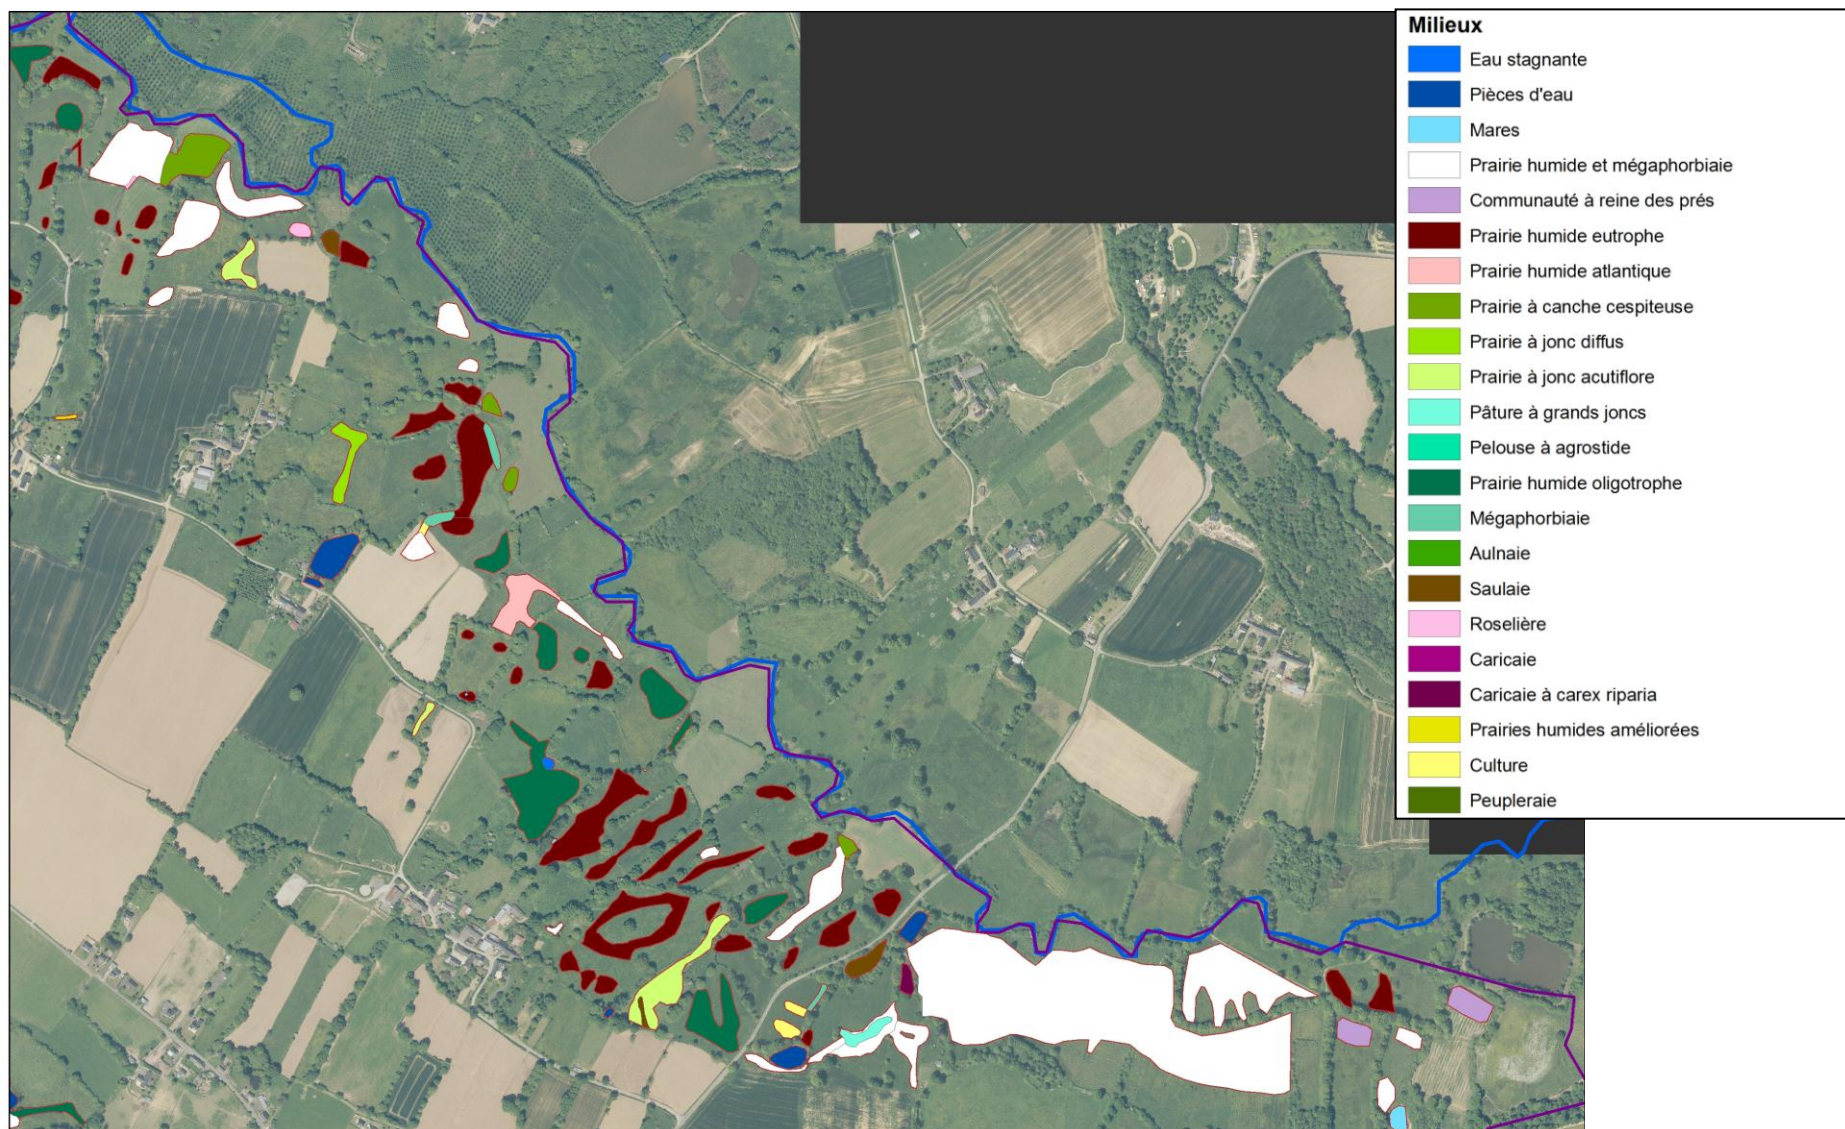 Milieux
Eau stagnante
Pièces d'eau
Mares
Prairie humide et mégaphorbiaie
Communauté à reine des prés
Prairie humide eutrophe
Prairie humide atlantique
Prairie à canche cespiteuse
Prairie à jonc diffus
Prairie à jonc acutiflore
Pâture à grands joncs
Pelouse à agrostide
Prairie humide oligotrophe
Mégaphorbiaie
Aulnaie
Saulaie
Roselière
Caricaie
Caricaie à carex riparia
Prairies humides améliorées
Culture
Peupleraie